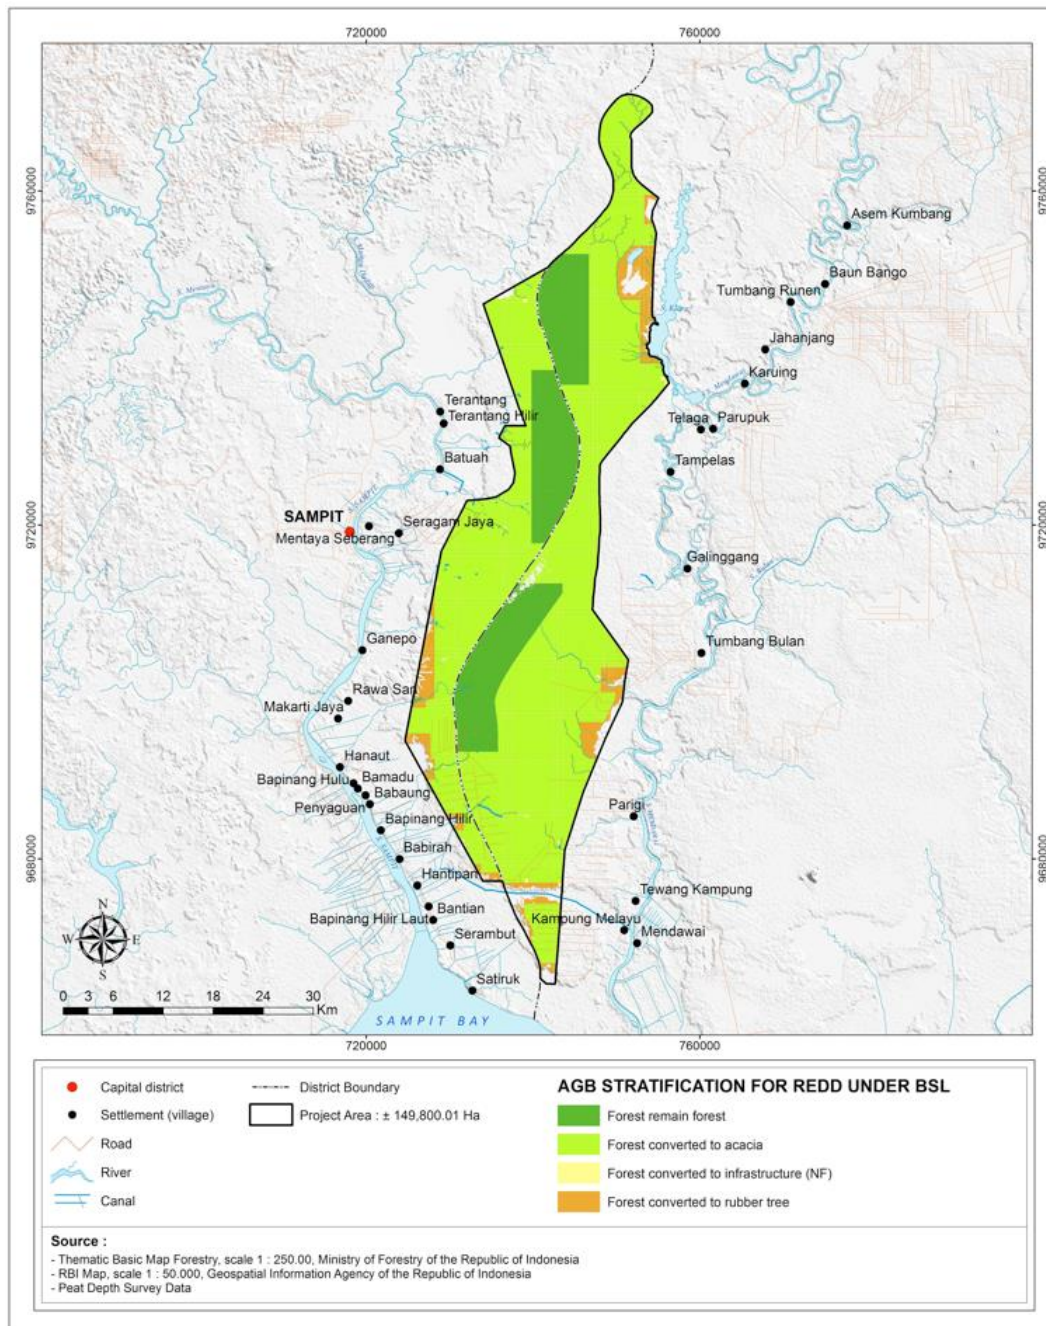 720000
760000
9760000
9760000
Asem Kumbang
Baun Bango
Tumbang Runen
Jahanjang
Karuing
Terantang
Terantang Hilir
Telaga
Parupuk
Batuah
Tampelas
S. SAMPIT
SAMPIT
Seragam Jaya
Mentaya Seberang
9720000
9720000
Galinggang
Ganepo
Tumbang Bulan
Rawa Sari
Makarti Jaya
Hanaut
Bapinang Hulu
Bamadu
Babaung
Penyaguan
Parigi
Bapinang Hilir
S. SAMPIT
Babirah
9680000
9680000
Hantipan
Tewang Kampung
Bantian
Kampung Melayu
Bapinang Hilir Laut
Mendawai
Serambut
N
W E
S
Satiruk
0 3 6 12 18 24 30
Km
SAMPIT BAY
720000
760000
Capital district
Settlement (village)
Road
River
Canal
District Boundary
Project Area : ± 149,800.01 Ha
AGB STRATIFICATION FOR REDD UNDER BSL
Forest remain forest
Forest converted to acacia
Forest converted to infrastructure (NF)
Forest converted to rubber tree
Source :
- Thematic Basic Map Forestry, scale 1 : 250.00, Ministry of Forestry of the Republic of Indonesia
- RBI Map, scale 1 : 50.000, Geospatial Information Agency of the Republic of Indonesia
- Peat Depth Survey Data